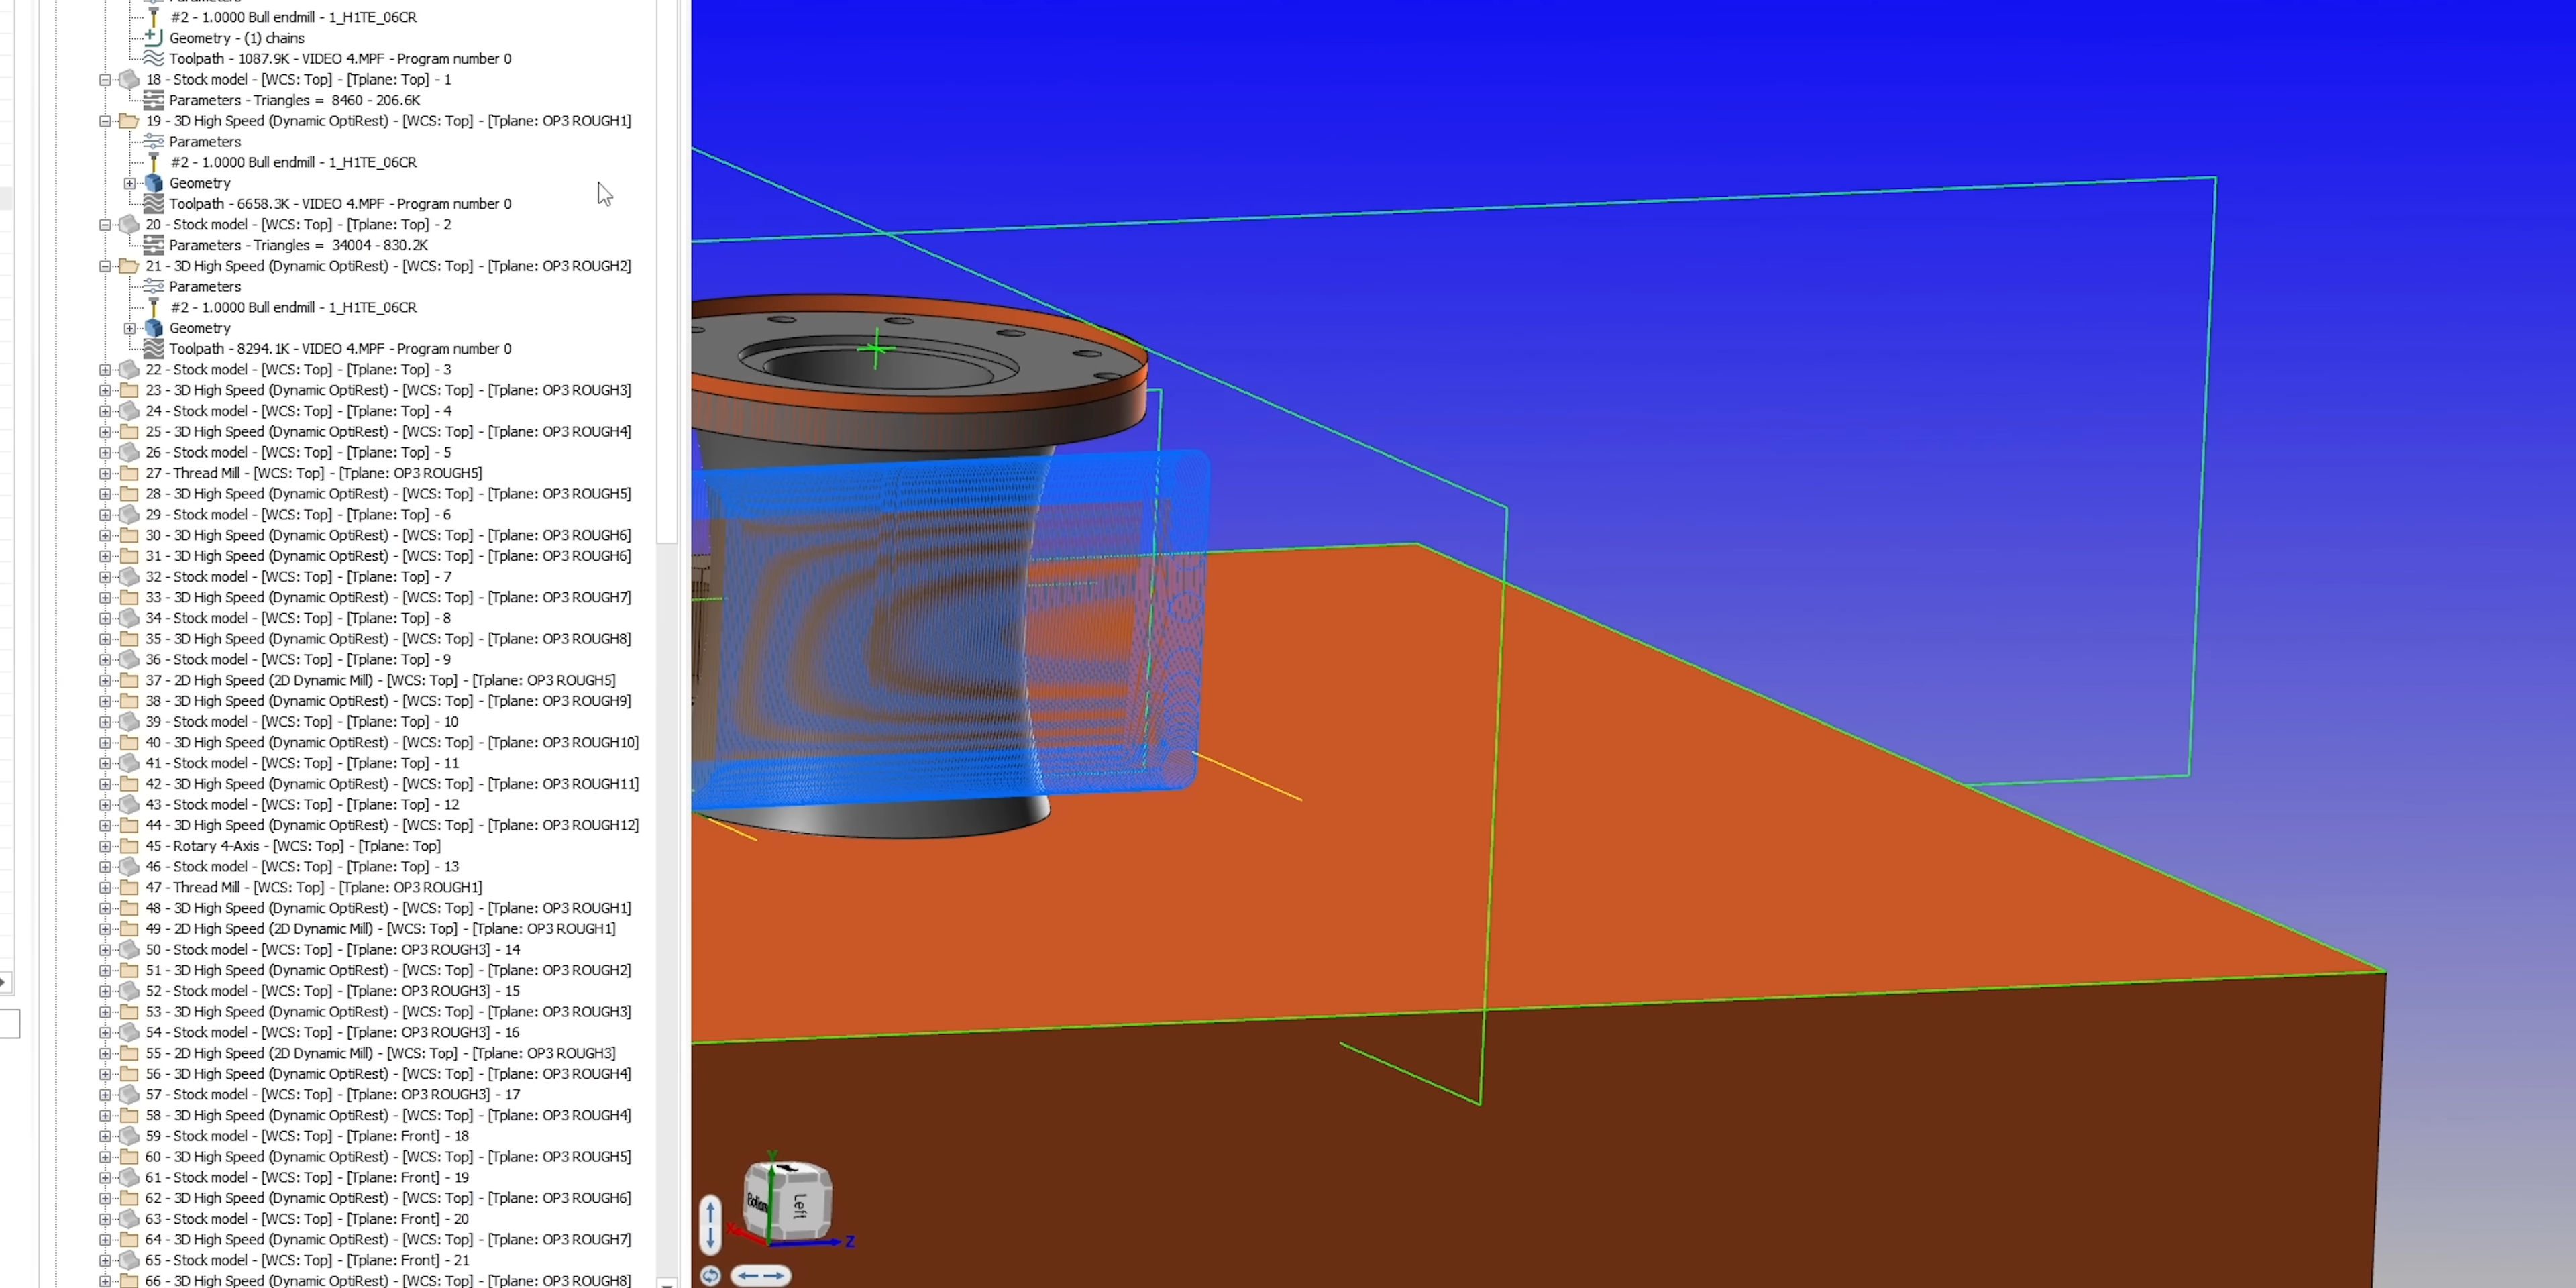 Parameters
#2 - 1.0000 Bull endmill - 1_H1TE_06CR
Geometry - (1) chains
Toolpath - 1087.9K - VIDEO 4.MPF - Program number 0
18 - Stock model - [WCS: Top] - [Tplane: Top] - 1
Parameters - Triangles = 8460 - 206.6K
19 - 3D High Speed (Dynamic OptiRest) - [WCS: Top] - [Tplane: OP3 ROUGH1]
Parameters
#2 - 1.0000 Bull endmill - 1_H1TE_06CR
Geometry
Toolpath - 6658.3K - VIDEO 4.MPF - Program number 0
20 - Stock model - [WCS: Top] - [Tplane: Top] - 2
Parameters - Triangles = 34004 - 830.2K
21 - 3D High Speed (Dynamic OptiRest) - [WCS: Top] - [Tplane: OP3 ROUGH2]
Parameters
#2 - 1.0000 Bull endmill - 1_H1TE_06CR
Geometry
Toolpath - 8294.1K - VIDEO 4.MPF - Program number 0
22 - Stock model - [WCS: Top] - [Tplane: Top] - 3
23 - 3D High Speed (Dynamic OptiRest) - [WCS: Top] - [Tplane: OP3 ROUGH3]
24 - Stock model - [WCS: Top] - [Tplane: Top] - 4
25 - 3D High Speed (Dynamic OptiRest) - [WCS: Top] - [Tplane: OP3 ROUGH4]
26 - Stock model - [WCS: Top] - [Tplane: Top] - 5
27 - Thread Mill - [WCS: Top] - [Tplane: OP3 ROUGH5]
28 - 3D High Speed (Dynamic OptiRest) - [WCS: Top] - [Tplane: OP3 ROUGH5]
29 - Stock model - [WCS: Top] - [Tplane: Top] - 6
30 - 3D High Speed (Dynamic OptiRest) - [WCS: Top] - [Tplane: OP3 ROUGH6]
31 - 3D High Speed (Dynamic OptiRest) - [WCS: Top] - [Tplane: OP3 ROUGH6]
32 - Stock model - [WCS: Top] - [Tplane: Top] - 7
33 - 3D High Speed (Dynamic OptiRest) - [WCS: Top] - [Tplane: OP3 ROUGH7]
34 - Stock model - [WCS: Top] - [Tplane: Top] - 8
35 - 3D High Speed (Dynamic OptiRest) - [WCS: Top] - [Tplane: OP3 ROUGH8]
36 - Stock model - [WCS: Top] - [Tplane: Top] - 9
37 - 2D High Speed (2D Dynamic Mill) - [WCS: Top] - [Tplane: OP3 ROUGH5]
38 - 3D High Speed (Dynamic OptiRest) - [WCS: Top] - [Tplane: OP3 ROUGH9]
39 - Stock model - [WCS: Top] - [Tplane: Top] - 10
40 - 3D High Speed (Dynamic OptiRest) - [WCS: Top] - [Tplane: OP3 ROUGH10]
41 - Stock model - [WCS: Top] - [Tplane: Top] - 11
42 - 3D High Speed (Dynamic OptiRest) - [WCS: Top] - [Tplane: OP3 ROUGH11]
43 - Stock model - [WCS: Top] - [Tplane: Top] - 12
44 - 3D High Speed (Dynamic OptiRest) - [WCS: Top] - [Tplane: OP3 ROUGH12]
45 - Rotary 4-Axis - [WCS: Top] - [Tplane: Top]
46 - Stock model - [WCS: Top] - [Tplane: Top] - 13
47 - Thread Mill - [WCS: Top] - [Tplane: OP3 ROUGH1]
48 - 3D High Speed (Dynamic OptiRest) - [WCS: Top] - [Tplane: OP3 ROUGH1]
49 - 2D High Speed (2D Dynamic Mill) - [WCS: Top] - [Tplane: OP3 ROUGH1]
50 - Stock model - [WCS: Top] - [Tplane: OP3 ROUGH3] - 14
51 - 3D High Speed (Dynamic OptiRest) - [WCS: Top] - [Tplane: OP3 ROUGH2]
52 - Stock model - [WCS: Top] - [Tplane: OP3 ROUGH3] - 15
53 - 3D High Speed (Dynamic OptiRest) - [WCS: Top] - [Tplane: OP3 ROUGH3]
54 - Stock model - [WCS: Top] - [Tplane: OP3 ROUGH3] - 16
55 - 2D High Speed (2D Dynamic Mill) - [WCS: Top] - [Tplane: OP3 ROUGH3]
56 - 3D High Speed (Dynamic OptiRest) - [WCS: Top] - [Tplane: OP3 ROUGH4]
57 - Stock model - [WCS: Top] - [Tplane: OP3 ROUGH3] - 17
58 - 3D High Speed (Dynamic OptiRest) - [WCS: Top] - [Tplane: OP3 ROUGH4]
59 - Stock model - [WCS: Top] - [Tplane: Front] - 18
60 - 3D High Speed (Dynamic OptiRest) - [WCS: Top] - [Tplane: OP3 ROUGH5]
61 - Stock model - [WCS: Top] - [Tplane: Front] - 19
62 - 3D High Speed (Dynamic OptiRest) - [WCS: Top] - [Tplane: OP3 ROUGH6]
63 - Stock model - [WCS: Top] - [Tplane: Front] - 20
64 - 3D High Speed (Dynamic OptiRest) - [WCS: Top] - [Tplane: OP3 ROUGH7]
65 - Stock model - [WCS: Top] - [Tplane: Front] - 21
66 - 3D High Speed (Dynamic OptiRest) - [WCS: Top] - [Tplane: OP3 ROUGH8]
Y
Bottom
Left
X
Z